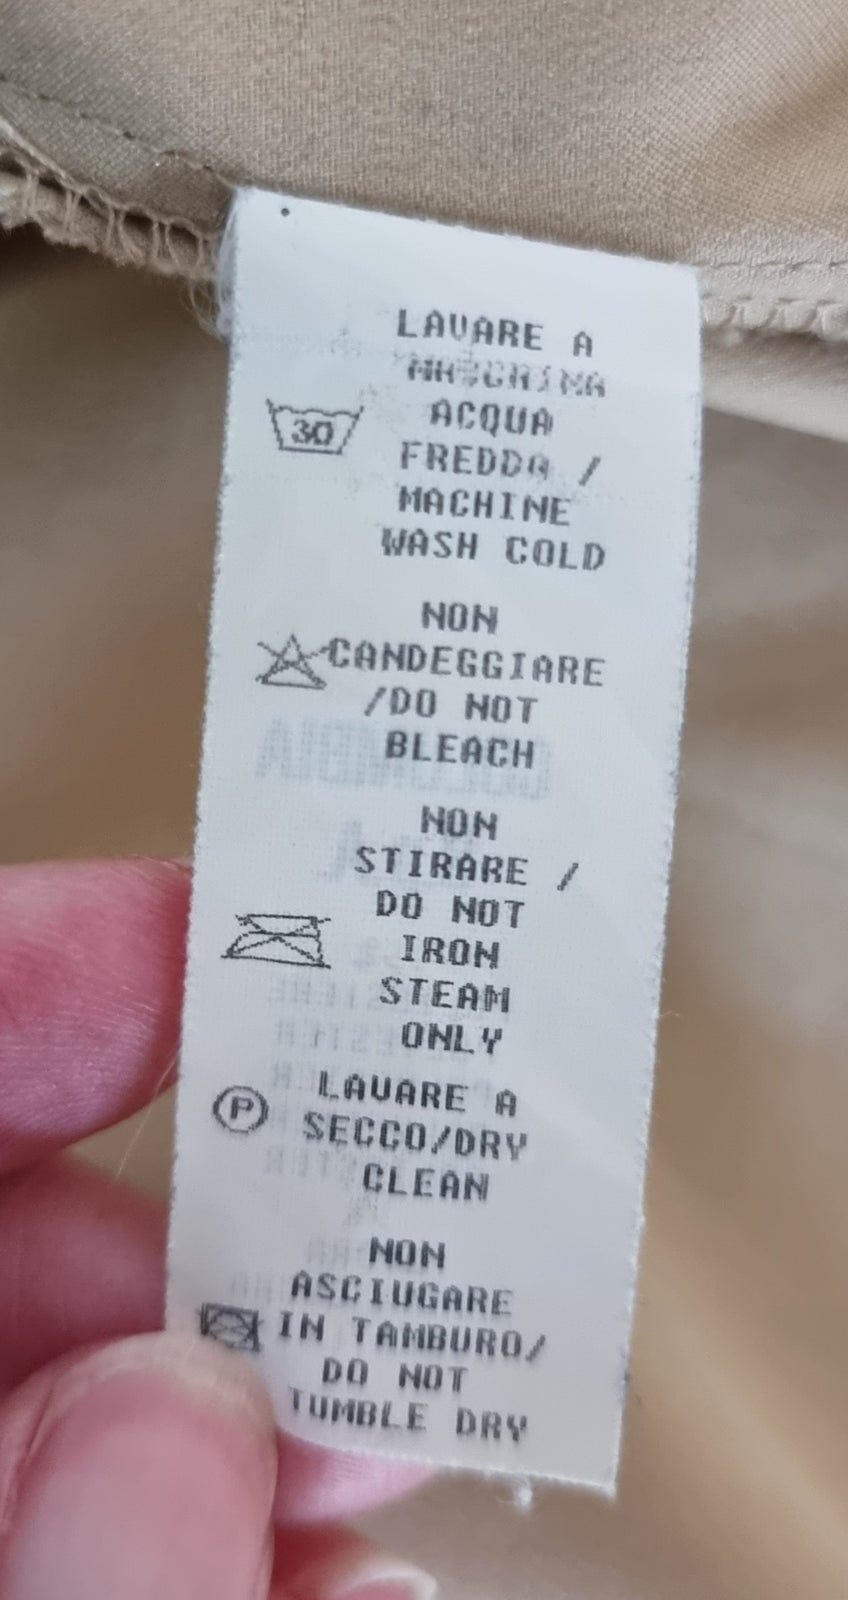 LAVARE A
MACCHINA
30
ACQUA
FREDDA /
MACHINE
WASH COLD
NON
CANDEGGIARE
/DO NOT
BLEACH
NON
STIRARE /
DO NOT
IRON
STEAM
ONLY
P
LAVARE A
SECCO/DRY
CLEAN
NON
ASCIUGARE
IN TAMBURO/
DO NOT
TUMBLE DRY